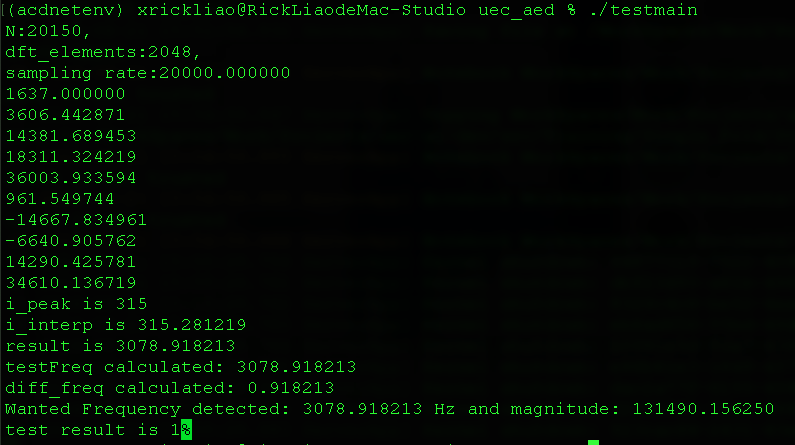 (acdnetenv) xrickliao@RickLiaodeMac-Studio uec_aed % ./testmain
N:20150,
dft_elements:2048,
sampling rate:20000.000000
1637.000000
3606.442871
14381.689453
18311.324219
36003.933594
961.549744
-14667.834961
-6640.905762
14290.425781
34610.136719
i_peak is 315
i_interp is 315.281219
result is 3078.918213
testFreq calculated: 3078.918213
diff_freq calculated: 0.918213
Wanted Frequency detected: 3078.918213 Hz and magnitude: 131490.156250
test result is 1%